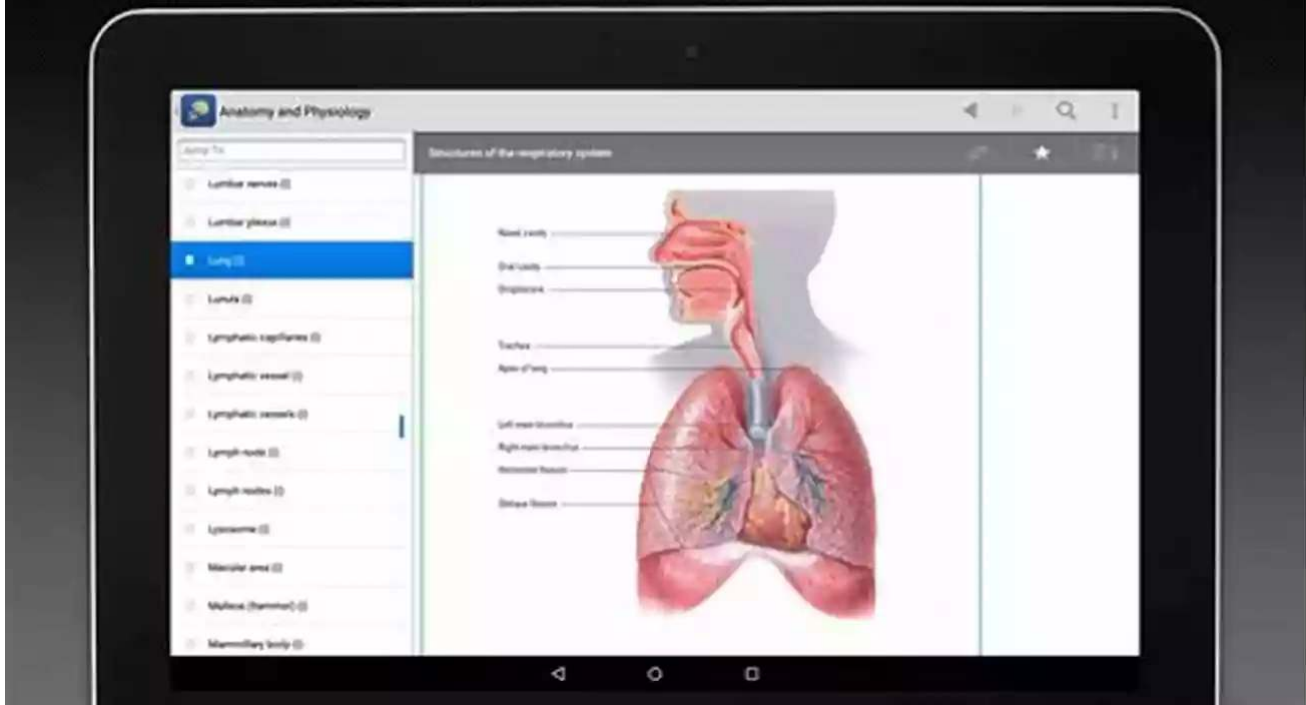 Anatomy and Physiology
Jump To
Structures of the respiratory system
Lumbar nerves (I)
Lumbar plexus (I)
Lung (I)
Lunula (I)
Lymphatic capillaries (I)
Lymphatic vessel (I)
Lymphatic vessels (I)
Lymph node (I)
Lymph nodes (I)
Lysosome (I)
Macular area (I)
Malleus (hammer) (I)
Mammillary body (I)
Nasal cavity
Oral cavity
Oropharynx
Trachea
Apex of lung
Left main bronchus
Right main bronchus
Horizontal fissure
Oblique fissure